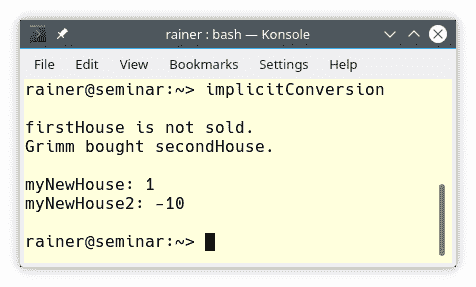 rainer : bash — Konsole
File Edit View Bookmarks Settings Help
rainer@seminar:~> implicitConversion
firstHouse is not sold.
Grimm bought secondHouse.
myNewHouse: 1
myNewHouse2: -10
rainer@seminar:~>